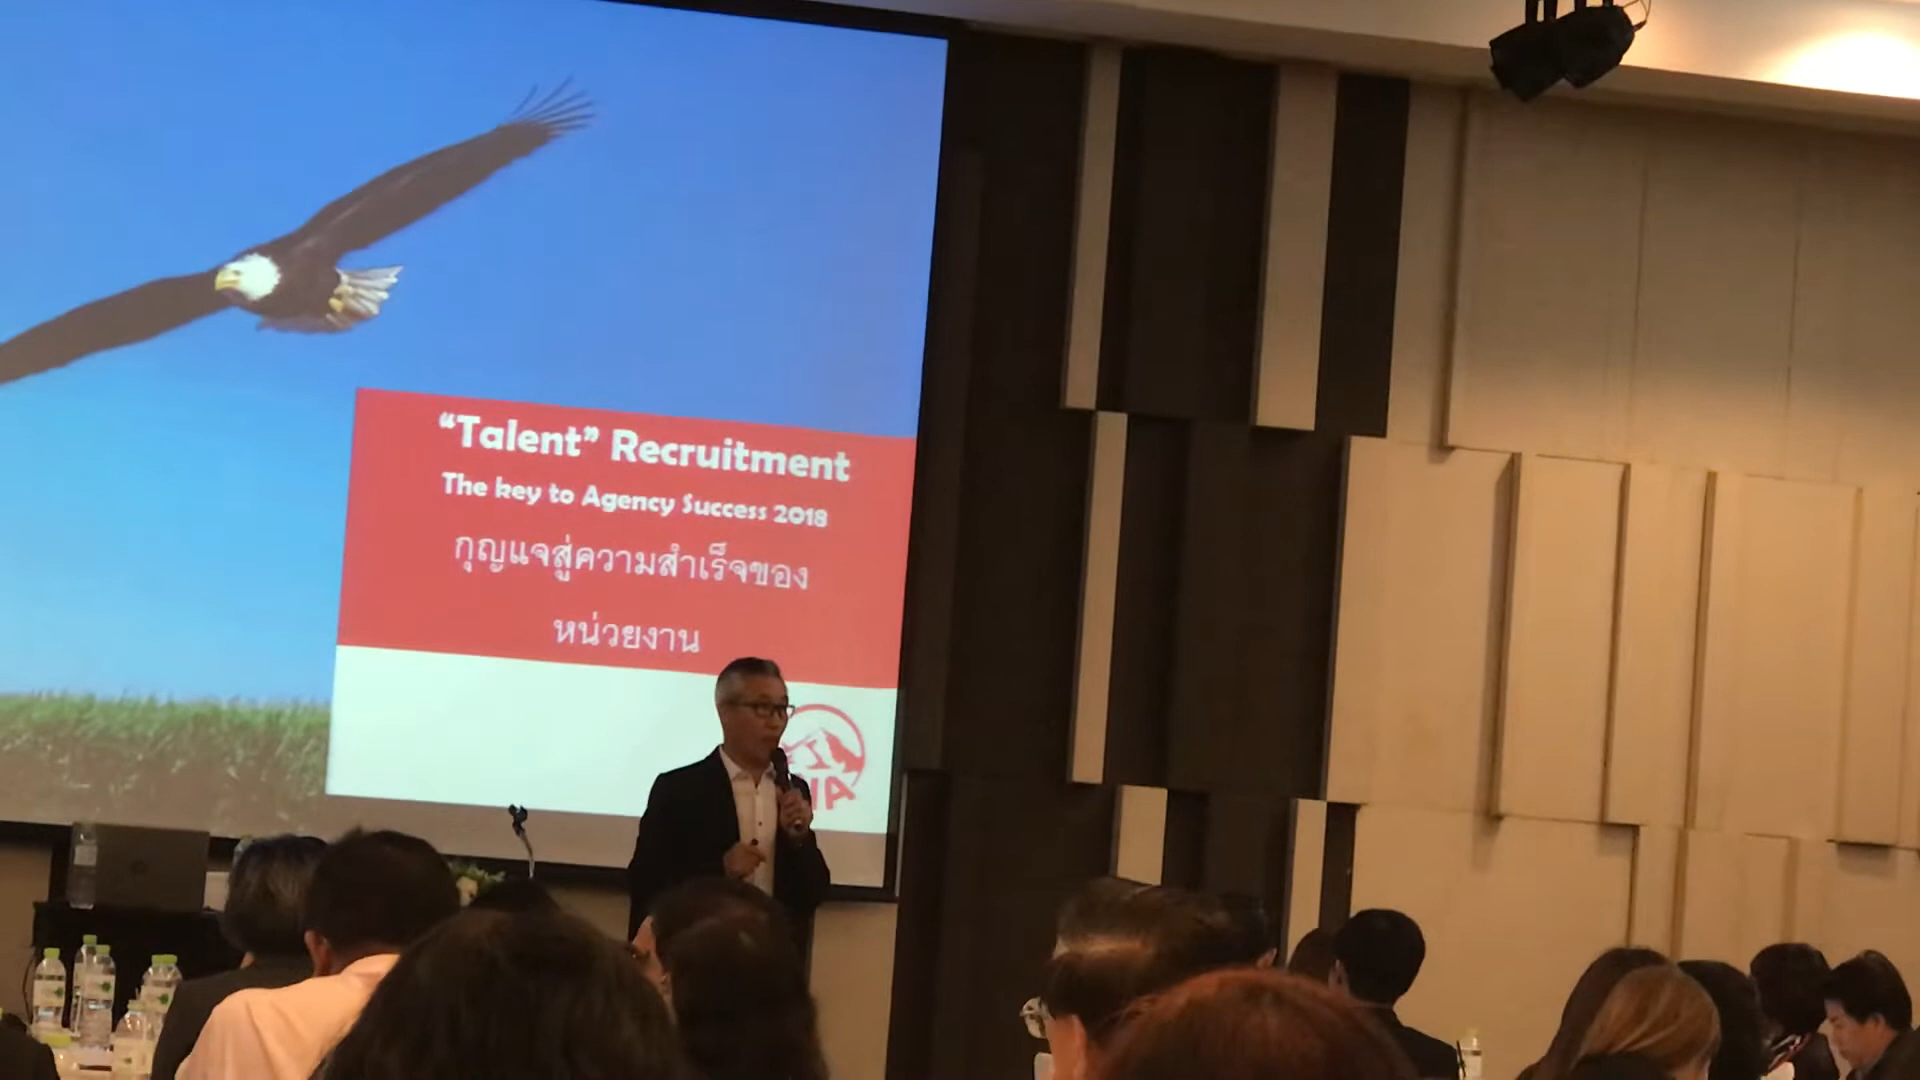 “Talent” Recruitment
The key to Agency Success 2018
กุญแจสู่ความสำเร็จของ
หน่วยงาน
AIA